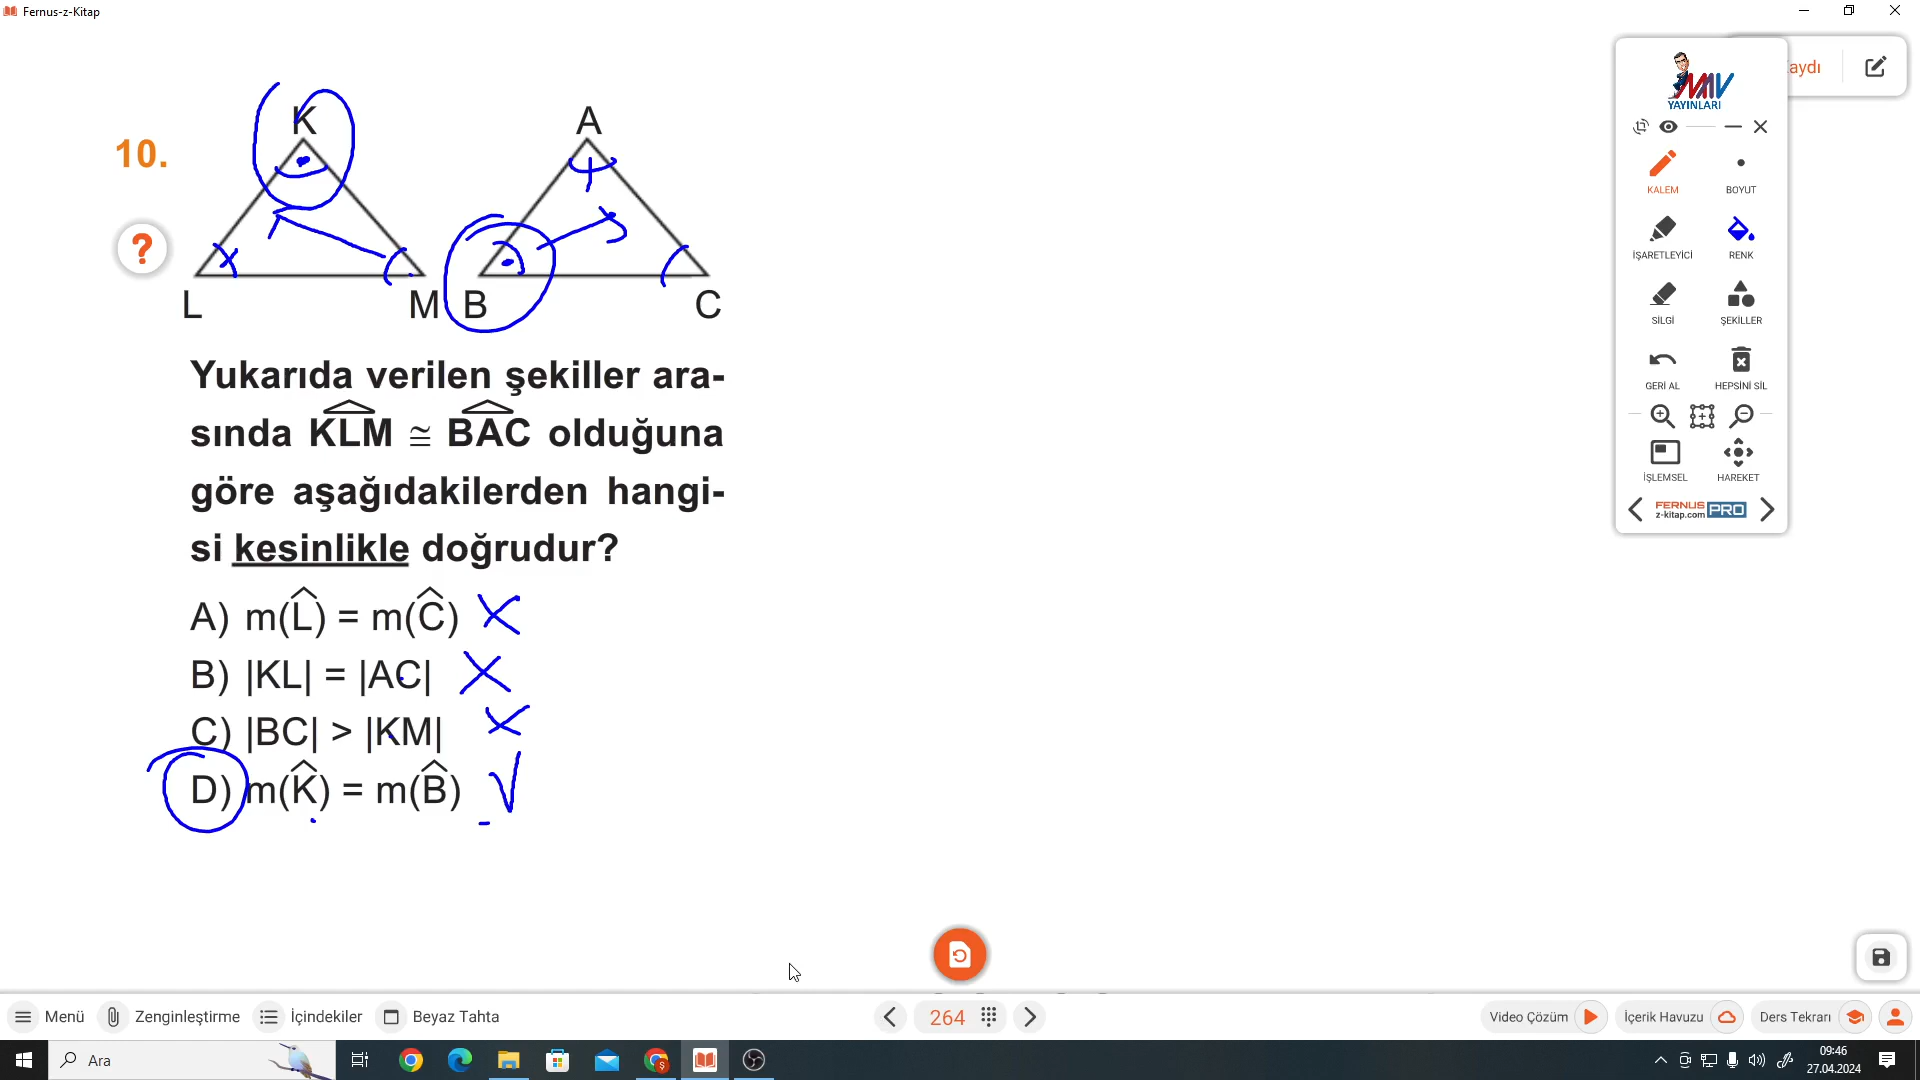 Fernus-z-Kitap
10.
K
A
L
M
B
C
Yukarıda verilen şekiller ara-
sında KLM ≅ BAC olduğuna
göre aşağıdakilerden hangi-
si kesinlikle doğrudur?
A) m(L̂) = m(Ĉ)
B) |KL| = |AC|
C) |BC| > |KM|
D) m(K̂) = m(B̂)
?
aydı
MMV
YAYINLARI
KALEM
BOYUT
İŞARETLEYİCİ
RENK
SİLGİ
ŞEKİLLER
GERİ AL
HEPSİNİ SİL
İŞLEMSEL
HAREKET
FERNUS
z-kitap.com PRO
Menü
Zenginleştirme
İçindekiler
Beyaz Tahta
264
Video Çözüm
İçerik Havuzu
Ders Tekrarı
Ara
09:46
27.04.2024